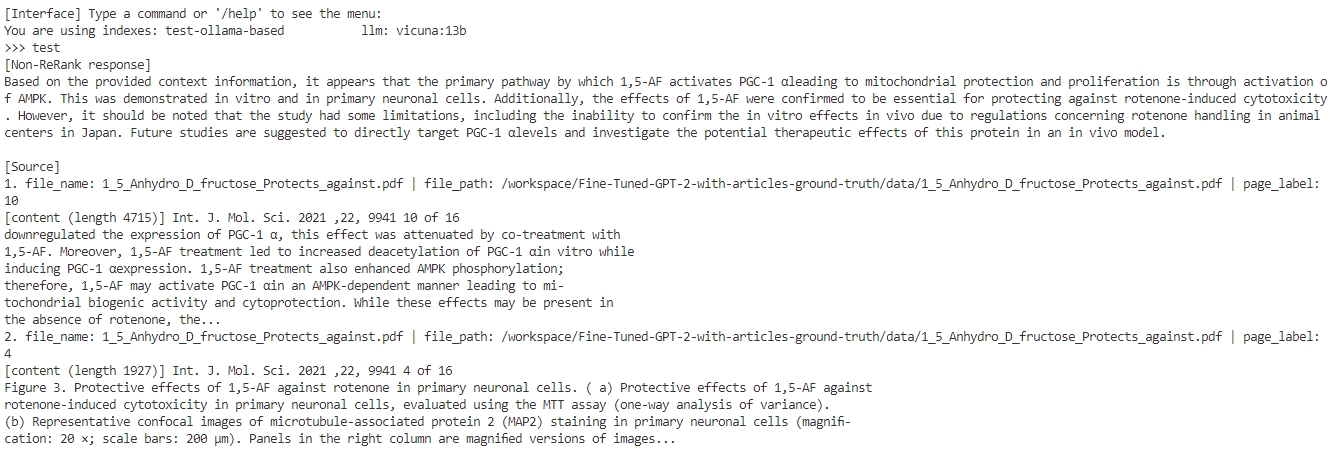 [Interface] Type a command or '/help' to see the menu:
You are using indexes: test-ollama-based          llm: vicuna:13b
>>> test
[Non-ReRank response]
Based on the provided context information, it appears that the primary pathway by which 1,5-AF activates PGC-1 αleading to mitochondrial protection and proliferation is through activation o
f AMPK. This was demonstrated in vitro and in primary neuronal cells. Additionally, the effects of 1,5-AF were confirmed to be essential for protecting against rotenone-induced cytotoxicity
. However, it should be noted that the study had some limitations, including the inability to confirm the in vitro effects in vivo due to regulations concerning rotenone handling in animal
centers in Japan. Future studies are suggested to directly target PGC-1 αlevels and investigate the potential therapeutic effects of this protein in an in vivo model.

[Source]
1. file_name: 1_5_Anhydro_D_fructose_Protects_against.pdf | file_path: /workspace/Fine-Tuned-GPT-2-with-articles-ground-truth/data/1_5_Anhydro_D_fructose_Protects_against.pdf | page_label:
10
[content (length 4715)] Int. J. Mol. Sci. 2021 ,22, 9941 10 of 16
downregulated the expression of PGC-1 α, this effect was attenuated by co-treatment with
1,5-AF. Moreover, 1,5-AF treatment led to increased deacetylation of PGC-1 αin vitro while
inducing PGC-1 αexpression. 1,5-AF treatment also enhanced AMPK phosphorylation;
therefore, 1,5-AF may activate PGC-1 αin an AMPK-dependent manner leading to mi-
tochondrial biogenic activity and cytoprotection. While these effects may be present in
the absence of rotenone, the...
2. file_name: 1_5_Anhydro_D_fructose_Protects_against.pdf | file_path: /workspace/Fine-Tuned-GPT-2-with-articles-ground-truth/data/1_5_Anhydro_D_fructose_Protects_against.pdf | page_label:
4
[content (length 1927)] Int. J. Mol. Sci. 2021 ,22, 9941 4 of 16
Figure 3. Protective effects of 1,5-AF against rotenone in primary neuronal cells. ( a) Protective effects of 1,5-AF against
rotenone-induced cytotoxicity in primary neuronal cells, evaluated using the MTT assay (one-way analysis of variance).
(b) Representative confocal images of microtubule-associated protein 2 (MAP2) staining in primary neuronal cells (magnifi-
cation: 20 ×; scale bars: 200 µm). Panels in the right column are magnified versions of images...